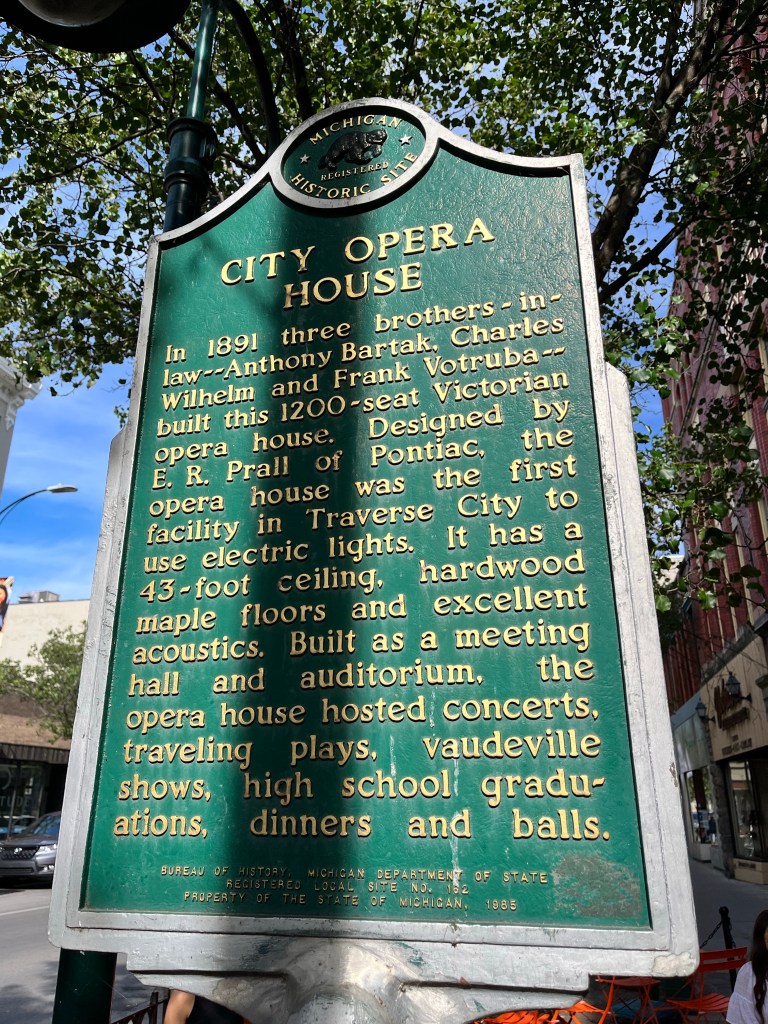 MICHIGAN
REGISTERED
HISTORIC SITE
CITY OPERA
HOUSE
In 1891 three brothers-in-
law--Anthony Bartak, Charles
Wilhelm and Frank Votruba--
built this 1200-seat Victorian
opera house. Designed by
E. R. Prall of Pontiac, the
opera house was the first
facility in Traverse City to
use electric lights. It has a
43-foot ceiling, hardwood
maple floors and excellent
acoustics. Built as a meeting
hall and auditorium, the
opera house hosted concerts,
traveling plays, vaudeville
shows, high school gradu-
ations, dinners and balls.
BUREAU OF HISTORY, MICHIGAN DEPARTMENT OF STATE
REGISTERED LOCAL SITE NO. 152
PROPERTY OF THE STATE OF MICHIGAN, 1985